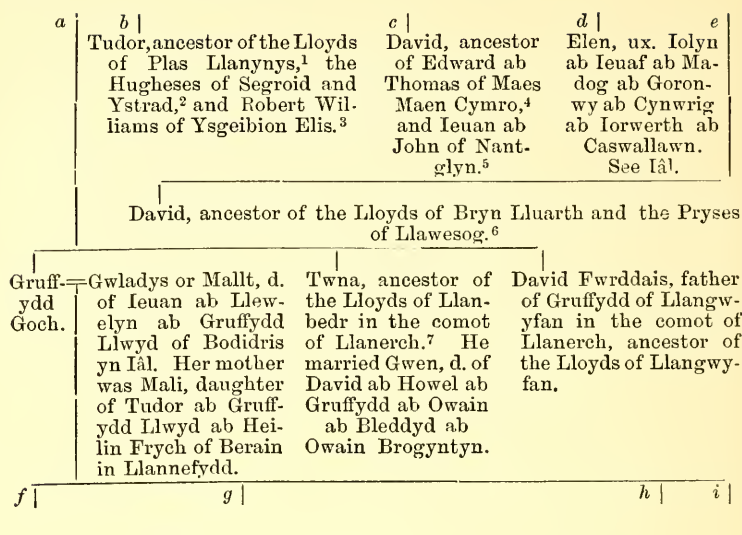 a b c d e
Tudor, ancestor of the Lloyds
of Plas Llanynys,¹ the
Hugheses of Segroid and
Ystrad,² and Robert Wil-
liams of Ysgeibion Elis.³
David, ancestor
of Edward ab
Thomas of Maes
Maen Cymro,⁴
and Ieuan ab
John of Nant-
glyn.⁵
Elen, ux. Iolyn
ab Ieuaf ab Ma-
dog ab Goron-
wy ab Cynwrig
ab Iorwerth ab
Caswallawn.
See Iâl.
David, ancestor of the Lloyds of Bryn Lluarth and the Pryses
of Llawesog.⁶
Gruff-
ydd
Goch.
Gwladys or Mallt, d.
of Ieuan ab Llew-
elyn ab Gruffydd
Llwyd of Bodidris
yn Iâl. Her mother
was Mali, daughter
of Tudor ab Gruff-
ydd Llwyd ab Hei-
lin Frych of Berain
in Llannefydd.
Twna, ancestor of
the Lloyds of Llan-
bedr in the comot
of Llanerch.⁷ He
married Gwen, d. of
David ab Howel ab
Gruffydd ab Owain
ab Bleddyd ab
Owain Brogyntyn.
David Fwrddais, father
of Gruffydd of Llangw-
yfan in the comot of
Llanerch, ancestor of
the Lloyds of Llangwy-
fan.
f g h i